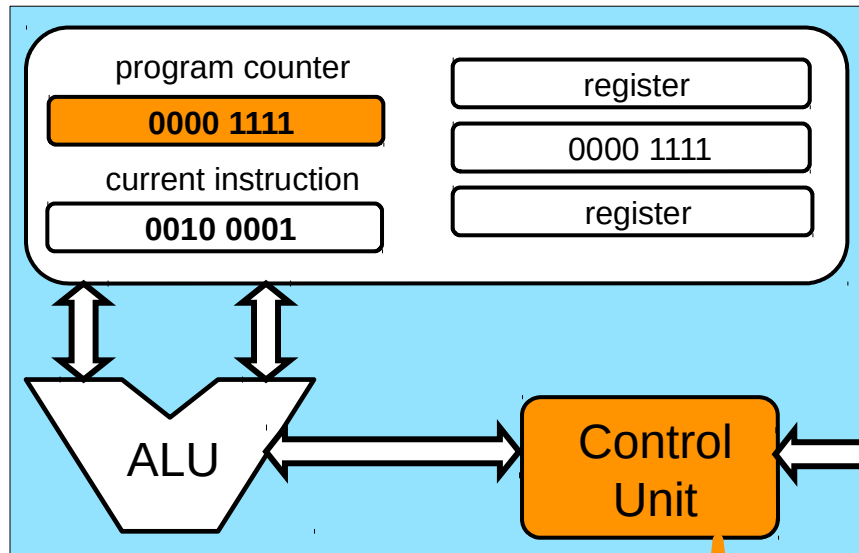 program counter
0000 1111
current instruction
0010 0001
register
0000 1111
register
ALU
Control
Unit